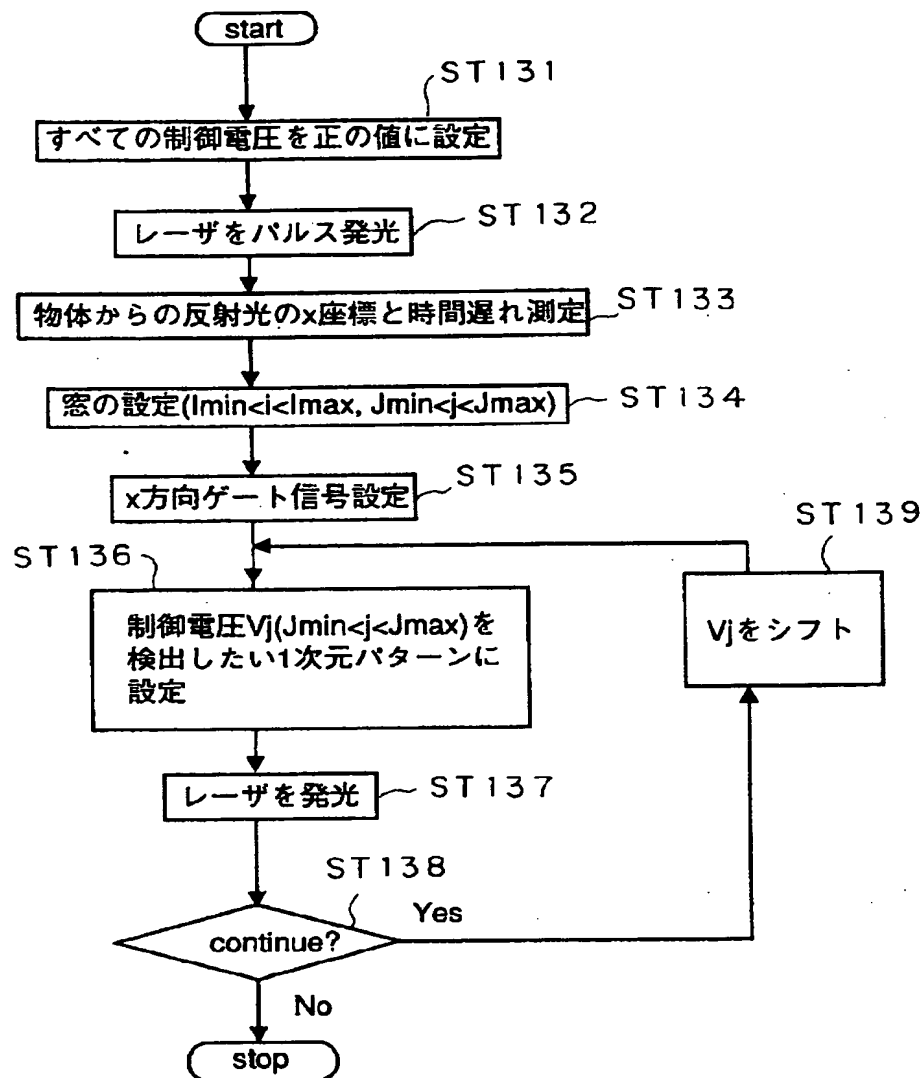 start
ST131
すべての制御電圧を正の値に設定
レーザをパルス発光
ST132
物体からの反射光のx座標と時間遅れ測定
ST133
窓の設定(Imin<i<Imax, Jmin<j<Jmax)
ST134
x方向ゲート信号設定
ST135
ST136
制御電圧Vj(Jmin<j<Jmax)を
検出したい1次元パターンに
設定
ST139
Vjをシフト
レーザを発光
ST137
ST138
continue?
Yes
No
stop